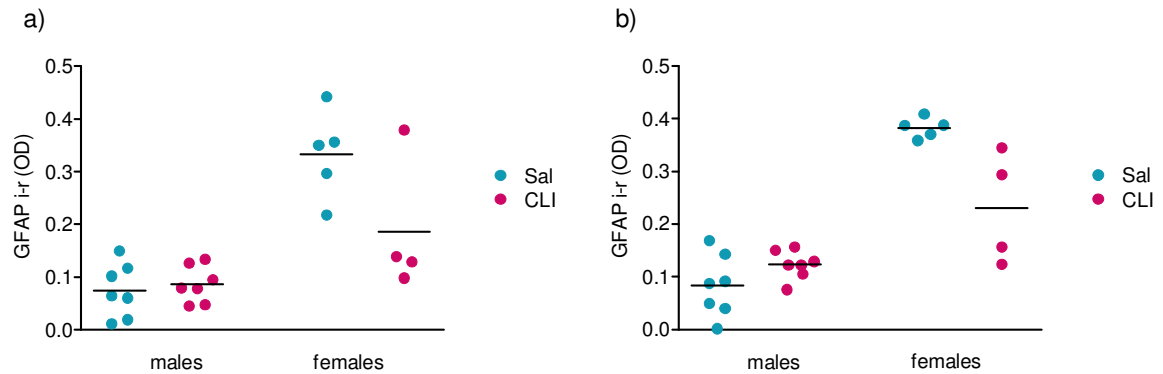 a)
GFAP i-r (OD)
0.5
0.4
0.3
0.2
0.1
0.0
males females
Sal
CLI
b)
GFAP i-r (OD)
0.5
0.4
0.3
0.2
0.1
0.0
males females
Sal
CLI